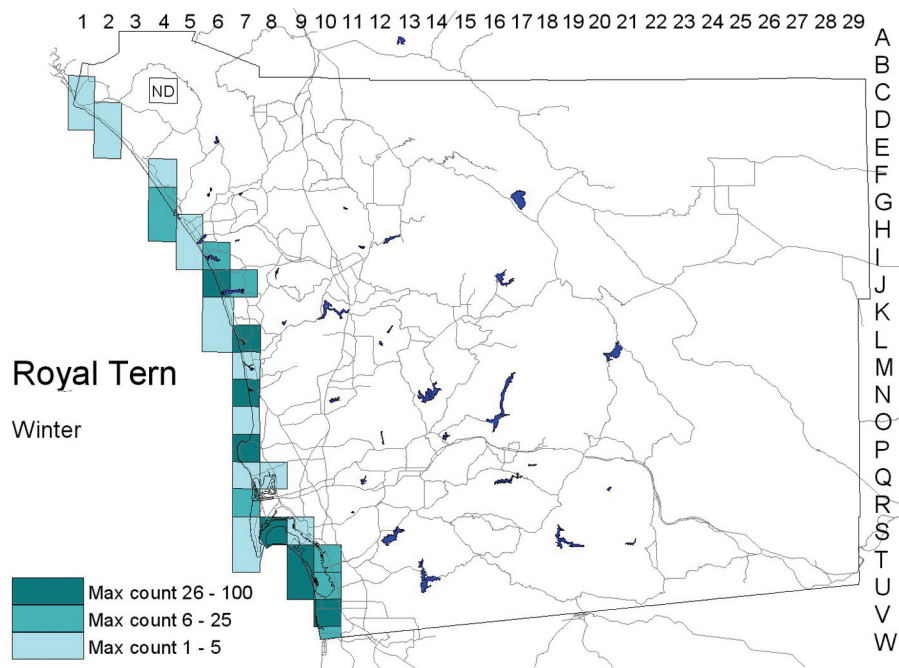 1 2 3 4 5 6 7 8 9 10 11 12 13 14 15 16 17 18 19 20 21 22 23 24 25 26 27 28 29
A
B
C
ND
D
E
F
G
H
I
J
K
L
M
Royal Tern
N
Winter
O
P
Q
R
S
T
U
Max count 26 - 100
V
Max count 6 - 25
W
Max count 1 - 5